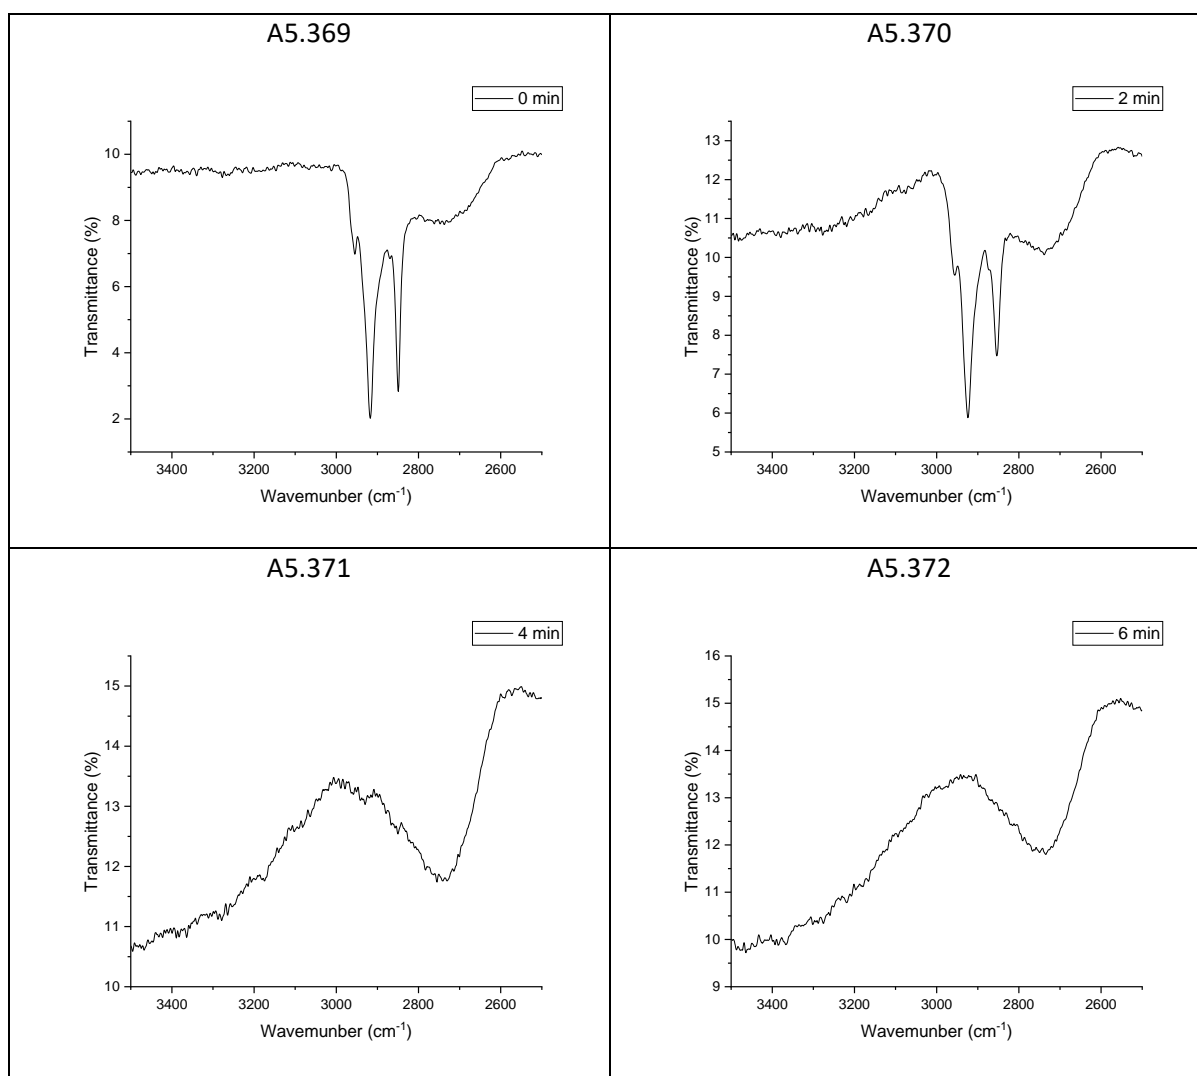 A5.369
0 min
10
8
6
4
2
3400 3200 3000 2800 2600
Transmittance (%)
Wavemunber (cm⁻¹)
A5.370
2 min
13
12
11
10
9
8
7
6
5
3400 3200 3000 2800 2600
Transmittance (%)
Wavemunber (cm⁻¹)
A5.371
4 min
15
14
13
12
11
10
3400 3200 3000 2800 2600
Transmittance (%)
Wavemunber (cm⁻¹)
A5.372
6 min
16
15
14
13
12
11
10
9
3400 3200 3000 2800 2600
Transmittance (%)
Wavemunber (cm⁻¹)